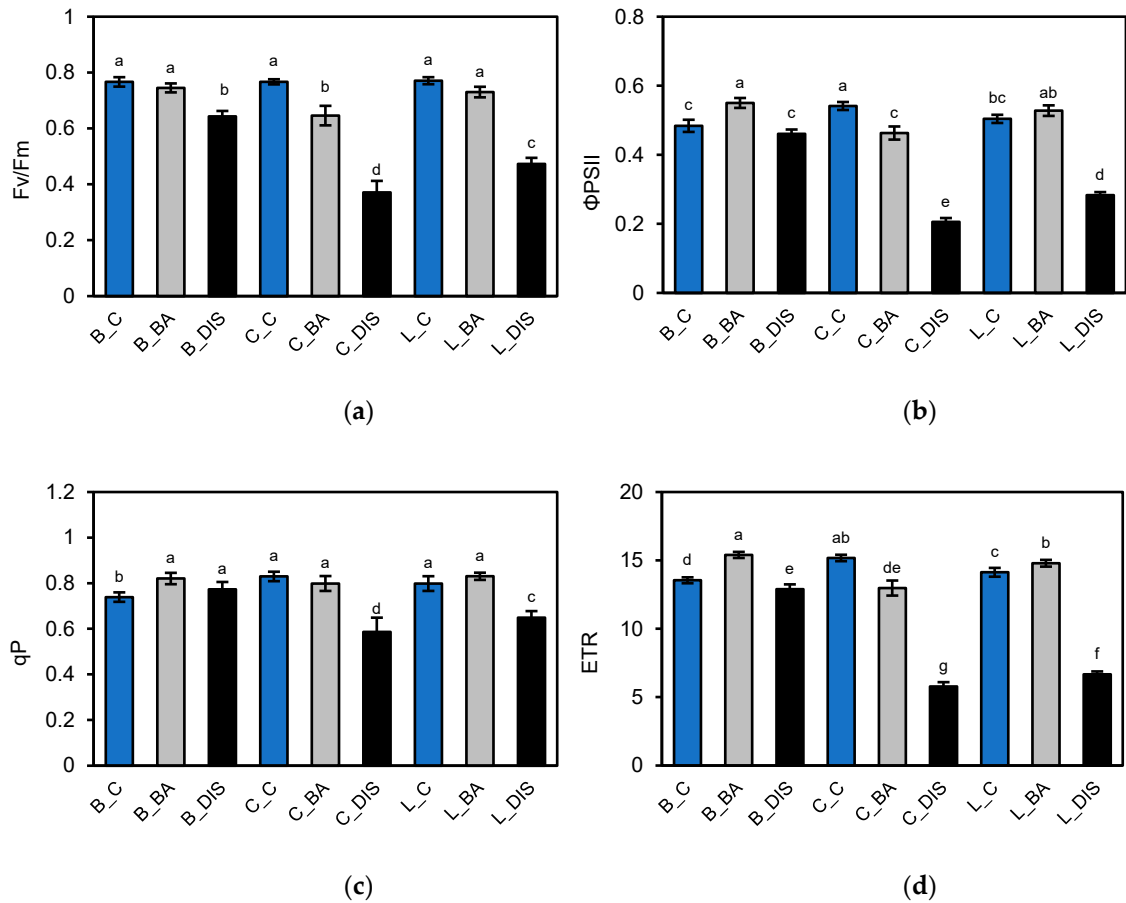 1
0.8
0.6
0.4
0.2
0
Fv/Fm
a
a
b
a
b
d
a
a
c
B_C
B_BA
B_DIS
C_C
C_BA
C_DIS
L_C
L_BA
L_DIS
(a)
0.8
0.6
0.4
0.2
0
ΦPSII
c
a
c
a
c
e
bc
ab
d
B_C
B_BA
B_DIS
C_C
C_BA
C_DIS
L_C
L_BA
L_DIS
(b)
1.2
1
0.8
0.6
0.4
0.2
0
qP
b
a
a
a
a
d
a
a
c
B_C
B_BA
B_DIS
C_C
C_BA
C_DIS
L_C
L_BA
L_DIS
(c)
20
15
10
5
0
ETR
d
a
e
ab
de
g
c
b
f
B_C
B_BA
B_DIS
C_C
C_BA
C_DIS
L_C
L_BA
L_DIS
(d)